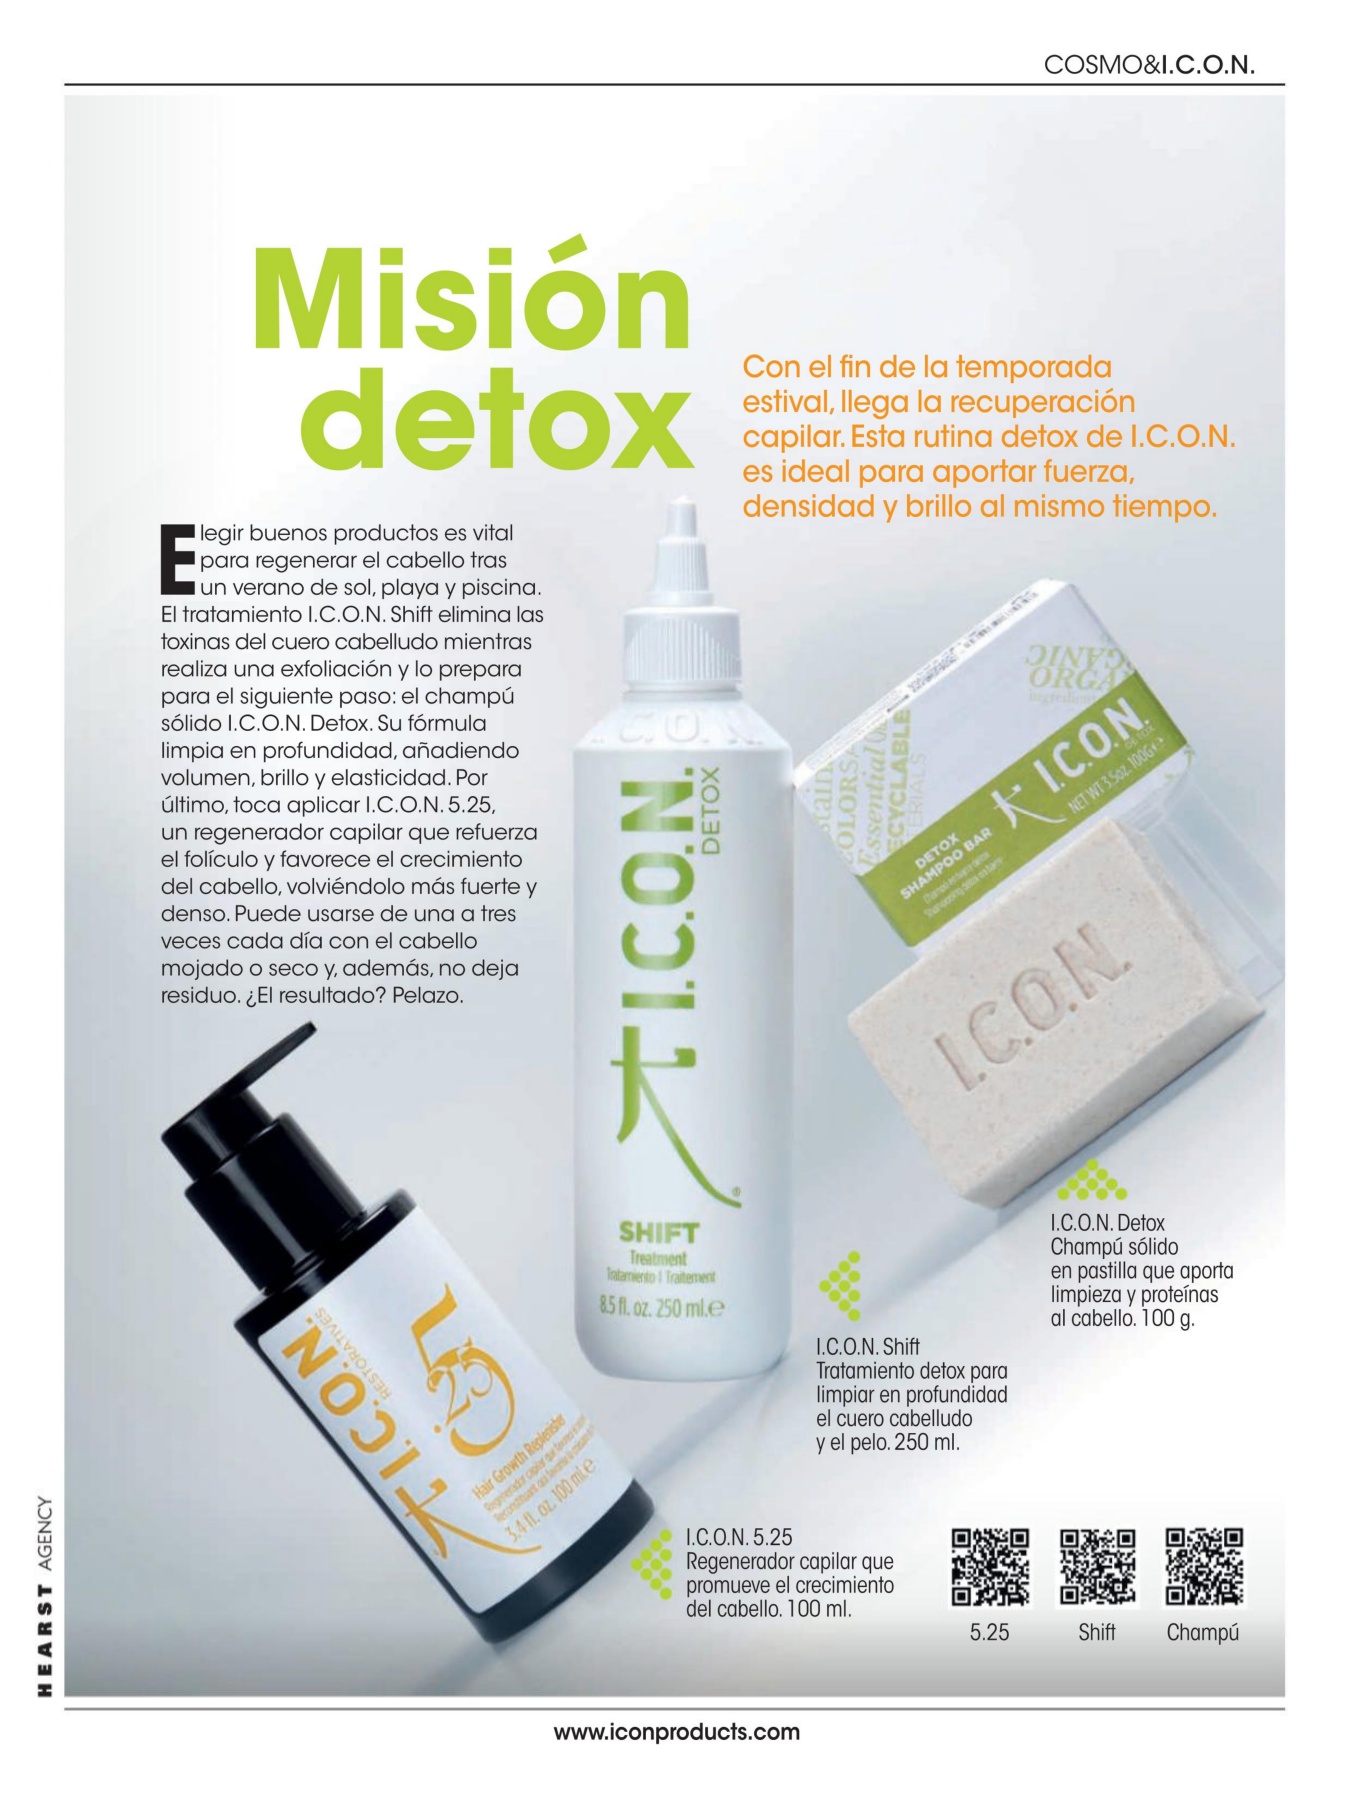 COSMO&I.C.O.N.
Misión
detox
Con el fin de la temporada
estival, llega la recuperación
capilar. Esta rutina detox de I.C.O.N.
es ideal para aportar fuerza,
densidad y brillo al mismo tiempo.
Elegir buenos productos es vital
para regenerar el cabello tras
un verano de sol, playa y piscina.
El tratamiento I.C.O.N. Shift elimina las
toxinas del cuero cabelludo mientras
realiza una exfoliación y lo prepara
para el siguiente paso: el champú
sólido I.C.O.N. Detox. Su fórmula
limpia en profundidad, añadiendo
volumen, brillo y elasticidad. Por
último, toca aplicar I.C.O.N. 5.25,
un regenerador capilar que refuerza
el folículo y favorece el crecimiento
del cabello, volviéndolo más fuerte y
denso. Puede usarse de una a tres
veces cada día con el cabello
mojado o seco y, además, no deja
residuo. ¿El resultado? Pelazo.
I.C.O.N.
I.C.O.N.
DETOX
SHIFT
Treatment
Tratamiento | Traitement
8.5 fl. oz. 250 ml.e
ORGANIC
ingredients
COLORS.
Essential
RECYCLABLE
MATERIALS
I.C.O.N.
NET WT 3.5oz. 100G e
DETOX
SHAMPOO BAR
I.C.O.N.
I.C.O.N.
RESTORATIVES
5.25
Hair Growth Replenisher
3.4 fl. oz. 100 ml.e
I.C.O.N. Detox
Champú sólido
en pastilla que aporta
limpieza y proteínas
al cabello. 100 g.
I.C.O.N. Shift
Tratamiento detox para
limpiar en profundidad
el cuero cabelludo
y el pelo. 250 ml.
I.C.O.N. 5.25
Regenerador capilar que
promueve el crecimiento
del cabello. 100 ml.
5.25
Shift
Champú
HEARST AGENCY
www.iconproducts.com